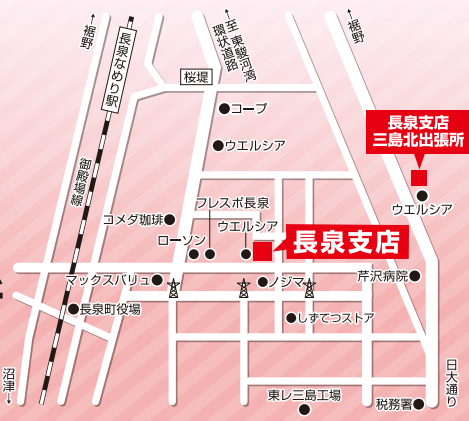 ←裾野
長泉なめり駅
御殿場線
←至 東駿河湾
環状道路
←裾野
桜堤
コープ
ウエルシア
長泉支店
三島北出張所
ウエルシア
フレスポ長泉
コメダ珈琲
ウエルシア
ローソン
長泉支店
マックスバリュ
ノジマ
芹沢病院
長泉町役場
しずてつストア
沼津→
日大通り
東レ三島工場
税務署